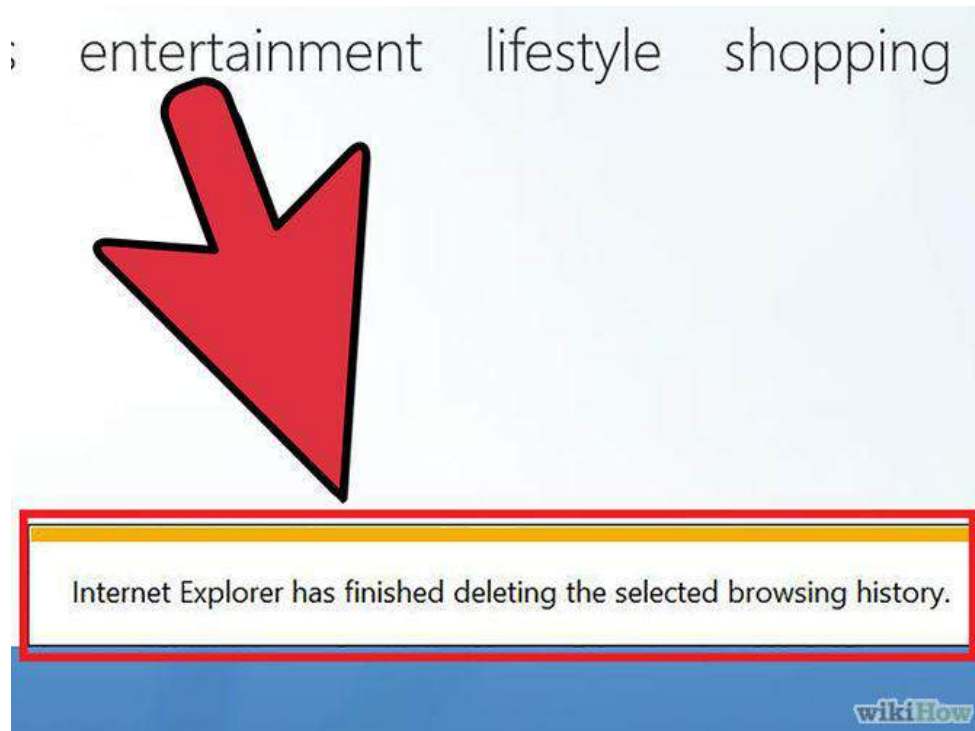 entertainment lifestyle shopping
Internet Explorer has finished deleting the selected browsing history.
wikiHow